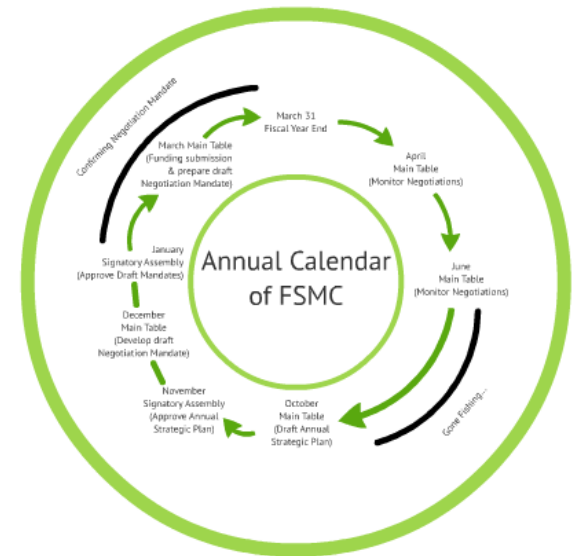 Annual Calendar
of FSMC
March 31
Fiscal Year End
April
Main Table
(Monitor Negotiations)
June
Main Table
(Monitor Negotiations)
Gone Fishing...
October
Main Table
(Draft Annual
Strategic Plan)
November
Signatory Assembly
(Approve Annual
Strategic Plan)
December
Main Table
(Develop draft
Negotiation Mandate)
January
Signatory Assembly
(Approve Draft Mandates)
March Main Table
(Funding submission
& prepare draft
Negotiation Mandate)
Confirming Negotiation Mandate